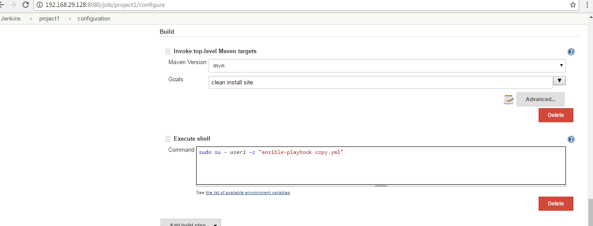 192.168.29.128:8080/job/project1/configure
Jenkins › project1 › configuration
Build
Invoke top-level Maven targets
Maven Version mvn
Goals clean install site
Advanced...
Delete
Execute shell
Command sudo su - user1 -c "ansible-playbook copy.yml"
See the list of available environment variables
Delete
Add build step